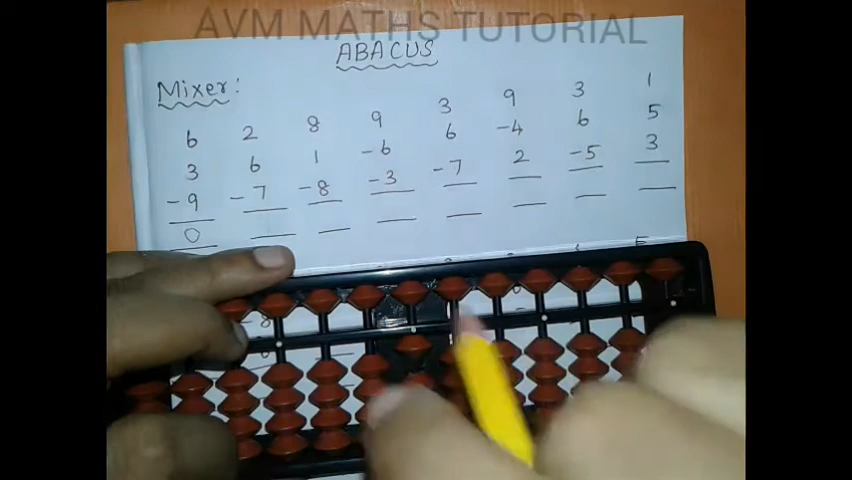 AVM MATHS TUTORIAL
ABACUS
Mixer:
6 2 8 9 3 9 3 1
3 6 1 -6 6 -4 6 5
-9 -7 -8 -3 -7 2 -5 3
0